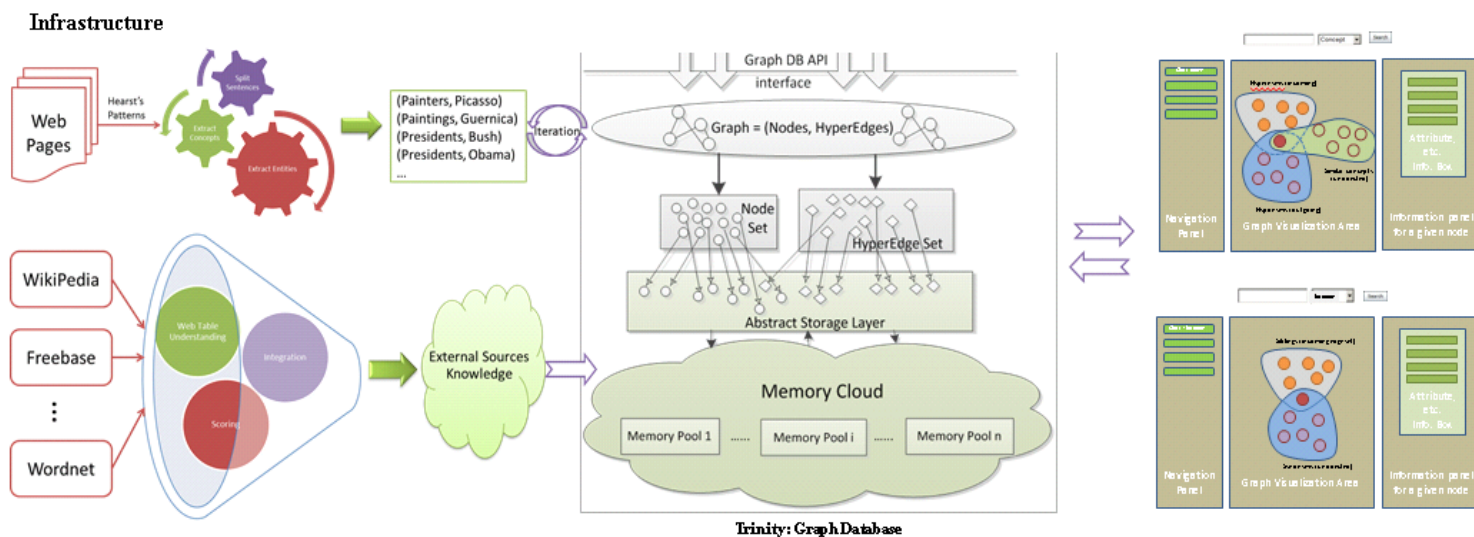 Infrastructure
Web
Pages
Hearst's
Patterns
Split
Sentences
Extract
Concepts
Extract Entities
(Painters, Picasso)
(Paintings, Guernica)
(Presidents, Bush)
(Presidents, Obama)
...
Iteration
WikiPedia
Freebase
Wordnet
Web Table
Understanding
Integration
Scoring
External Sources
Knowledge
Graph DB API
interface
Graph = (Nodes, HyperEdges)
Node
Set
HyperEdge Set
Abstract Storage Layer
Memory Cloud
Memory Pool 1
......
Memory Pool i
......
Memory Pool n
Trinity: Graph Database
Concept
Search
Navigation
Panel
Graph Visualization Area
Attribute,
etc.
Info. Box
Information panel
for a given node
Search
Navigation
Panel
Graph Visualization Area
Attribute,
etc.
Info. Box
Information panel
for a given node